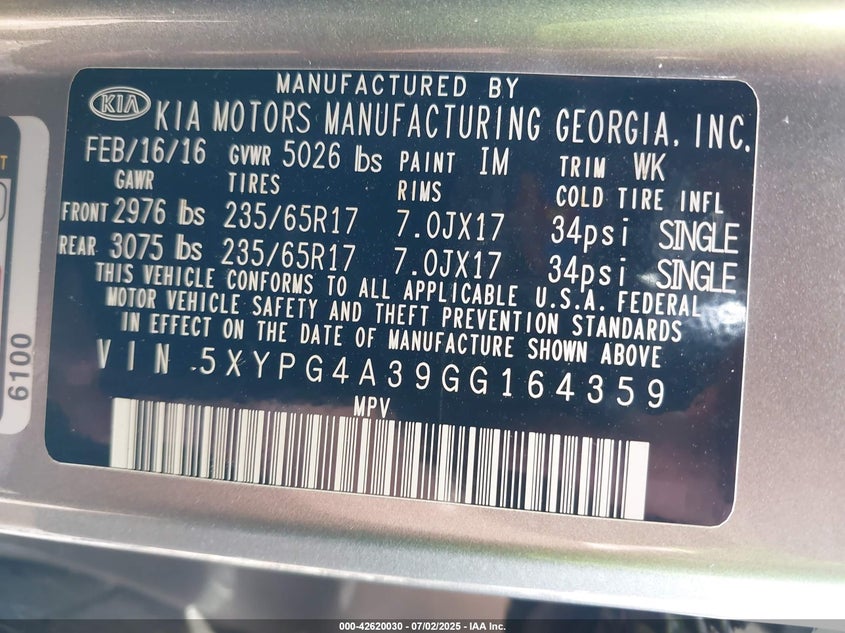 MANUFACTURED BY
KIA KIA MOTORS MANUFACTURING GEORGIA, INC.
FEB/16/16 GVWR 5026 lbs PAINT IM TRIM WK
GAWR TIRES RIMS COLD TIRE INFL
FRONT 2976 lbs 235/65R17 7.0JX17 34psi SINGLE
REAR 3075 lbs 235/65R17 7.0JX17 34psi SINGLE
THIS VEHICLE CONFORMS TO ALL APPLICABLE U.S.A. FEDERAL
MOTOR VEHICLE SAFETY AND THEFT PREVENTION STANDARDS
IN EFFECT ON THE DATE OF MANUFACTURE SHOWN ABOVE
VIN 5XYPG4A39GG164359
MPV
6100
000-42620030 - 07/02/2025 - IAA Inc.